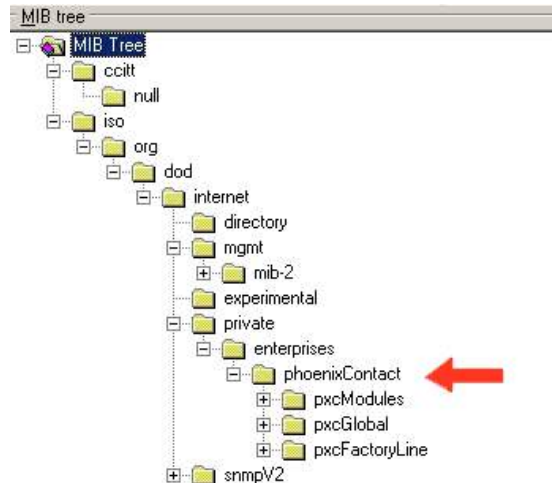 MIB tree
MIB Tree
ccitt
null
iso
org
dod
internet
directory
mgmt
mib-2
experimental
private
enterprises
phoenixContact
pxcModules
pxcGlobal
pxcFactoryLine
snmpV2